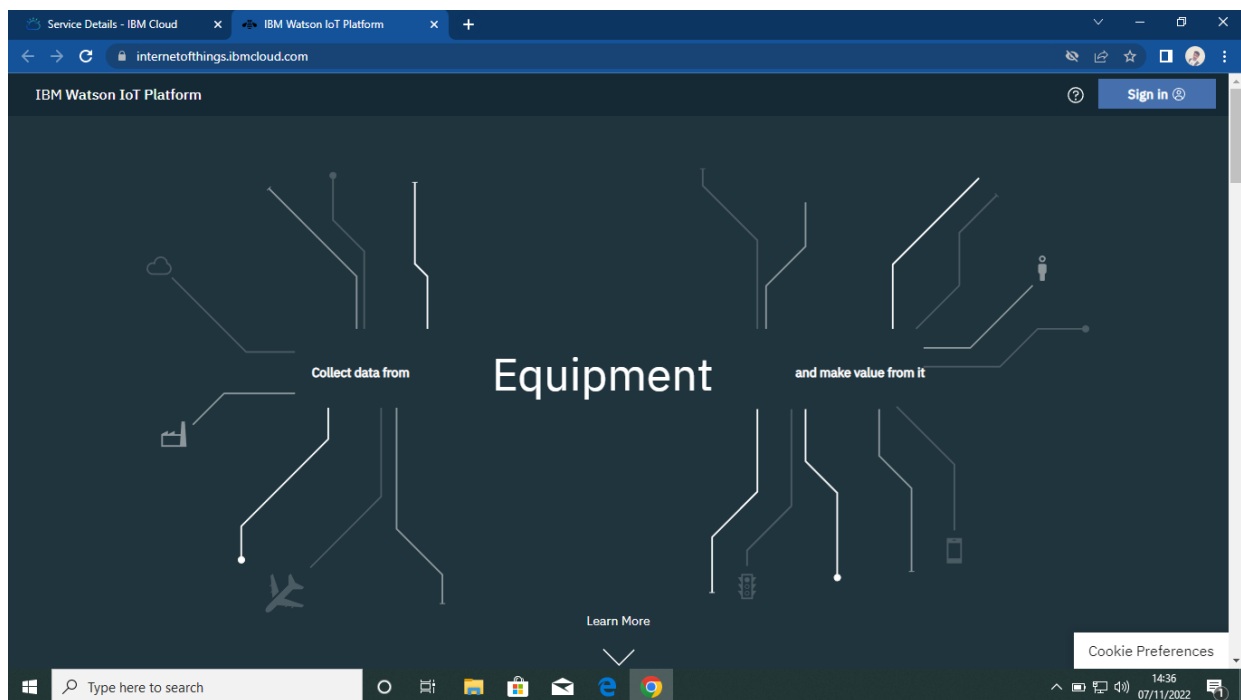 Service Details - IBM Cloud
IBM Watson IoT Platform
internetofthings.ibmcloud.com
IBM Watson IoT Platform
Sign in
Collect data from
Equipment
and make value from it
Learn More
Cookie Preferences
Type here to search
14:36
07/11/2022
1